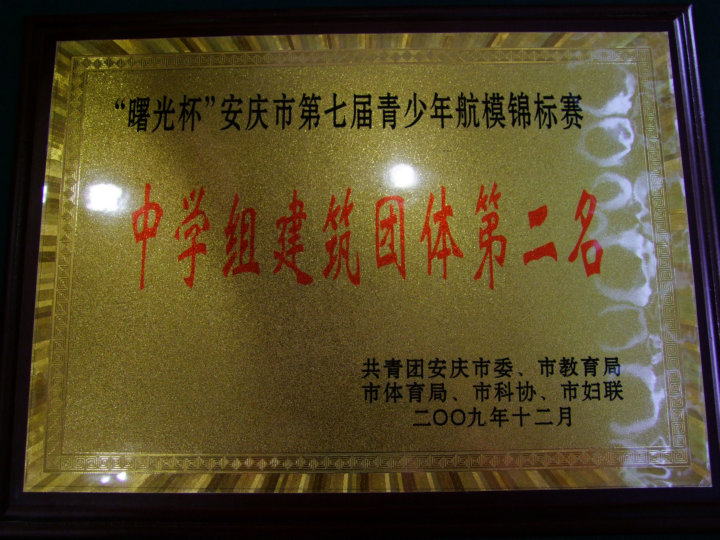 “曙光杯”安庆市第七届青少年航模锦标赛
中学组建筑团体第二名
共青团安庆市委、市教育局
市体育局、市科协、市妇联
二〇〇九年十二月